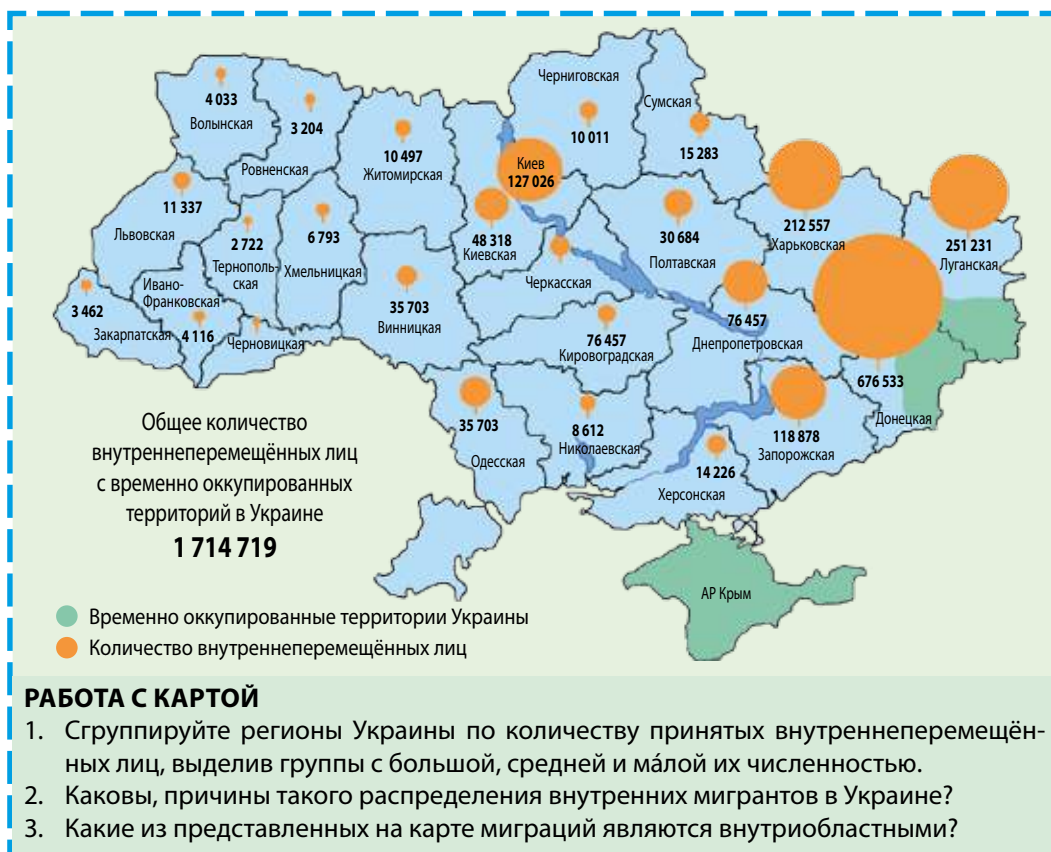 4 033
Волынская
3 204
Ровненская
10 497
Житомирская
Черниговская
10 011
Сумская
15 283
Киев
127 026
11 337
Львовская
2 722
Тернополь-
ская
6 793
Хмельницкая
48 318
Киевская
30 684
Полтавская
212 557
Харьковская
251 231
Луганская
Ивано-
Франковская
4 116
3 462
Закарпатская
Черновицкая
35 703
Винницкая
Черкасская
76 457
Кировоградская
76 457
Днепропетровская
676 533
Донецкая
35 703
Одесская
8 612
Николаевская
118 878
Запорожская
14 226
Херсонская
АР Крым
Общее количество
внутреннеперемещённых лиц
с временно оккупированных
территорий в Украине
1 714 719
Временно оккупированные территории Украины
Количество внутреннеперемещённых лиц
РАБОТА С КАРТОЙ
1. Сгруппируйте регионы Украины по количеству принятых внутреннеперемещён-
ных лиц, выделив группы с большой, средней и ма́лой их численностью.
2. Каковы, причины такого распределения внутренних мигрантов в Украине?
3. Какие из представленных на карте миграций являются внутриобластными?